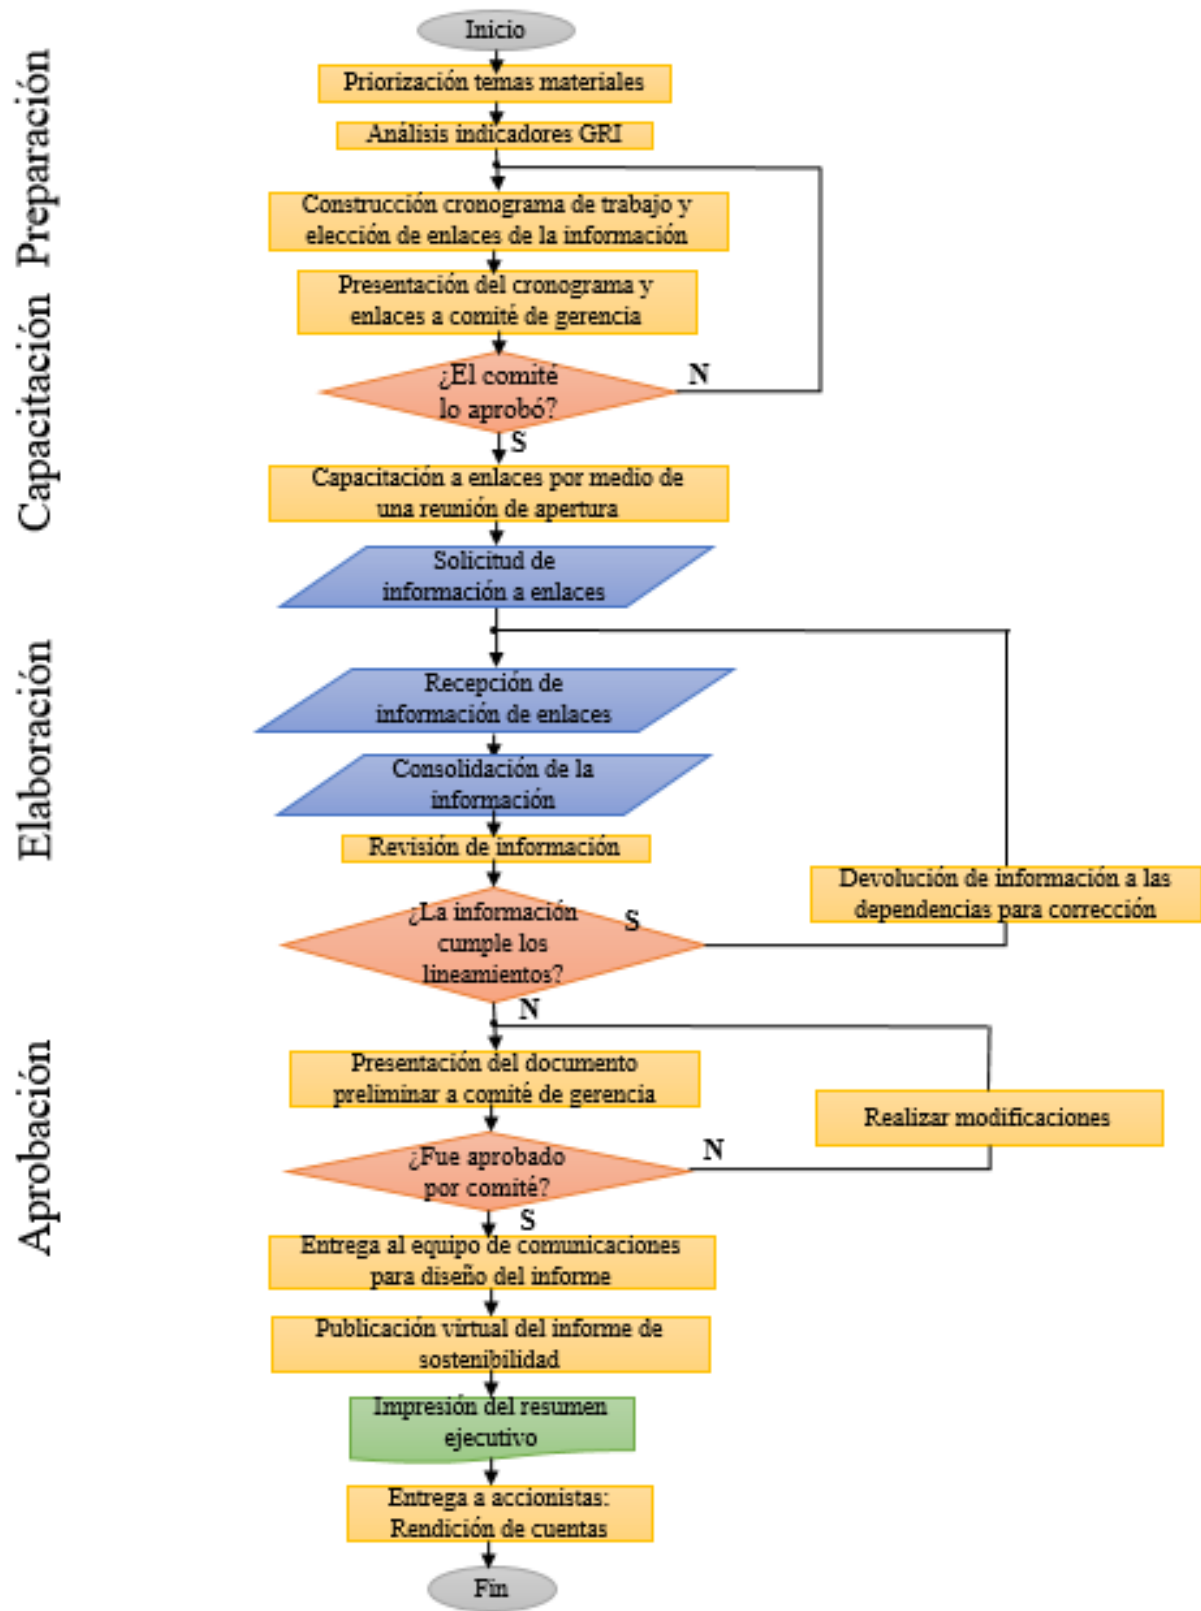 Inicio
Preparación
Priorización temas materiales
Análisis indicadores GRI
Construcción cronograma de trabajo y
elección de enlaces de la información
Capacitación
Presentación del cronograma y
enlaces a comité de gerencia
¿El comité
lo aprobó?
N
S
Capacitación a enlaces por medio de
una reunión de apertura
Solicitud de
información a enlaces
Elaboración
Recepción de
información de enlaces
Consolidación de la
información
Revisión de información
Devolución de información a las
dependencias para corrección
¿La información
cumple los
lineamientos?
S
N
Aprobación
Presentación del documento
preliminar a comité de gerencia
Realizar modificaciones
¿Fue aprobado
por comité?
N
S
Entrega al equipo de comunicaciones
para diseño del informe
Publicación virtual del informe de
sostenibilidad
Impresión del resumen
ejecutivo
Entrega a accionistas:
Rendición de cuentas
Fin